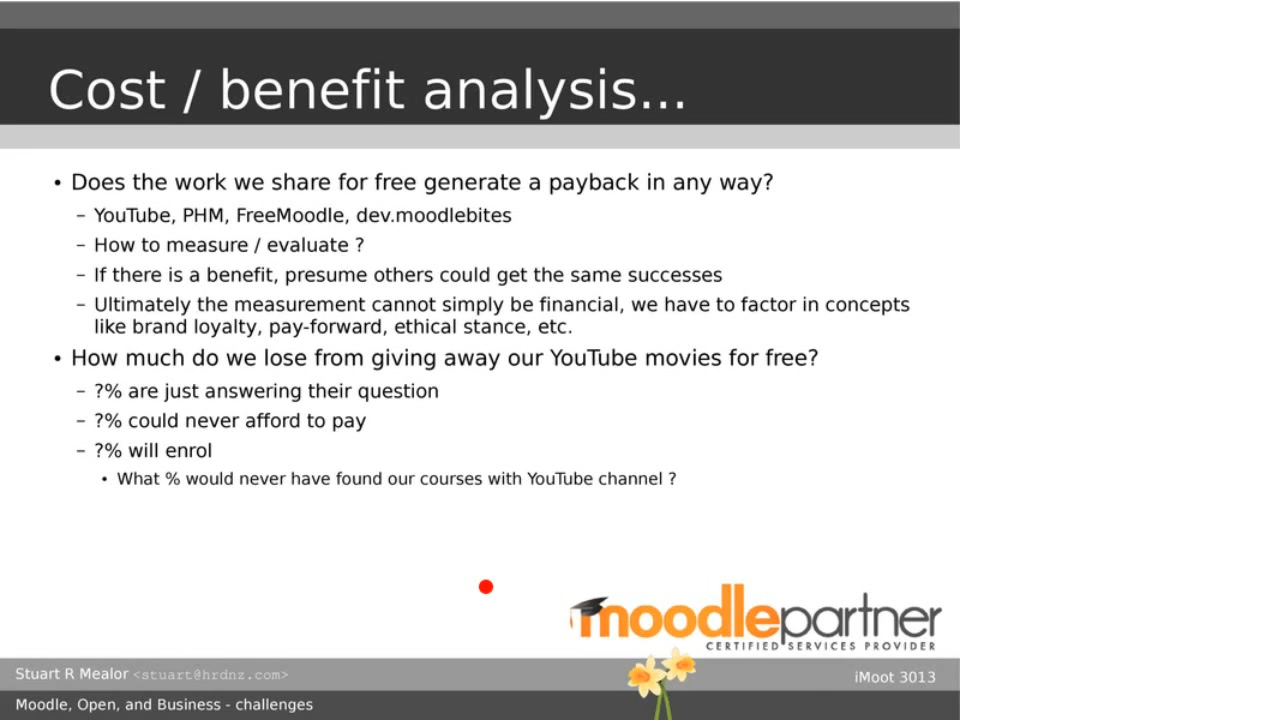 Cost / benefit analysis...
• Does the work we share for free generate a payback in any way?
– YouTube, PHM, FreeMoodle, dev.moodlebites
– How to measure / evaluate ?
– If there is a benefit, presume others could get the same successes
– Ultimately the measurement cannot simply be financial, we have to factor in concepts
like brand loyalty, pay-forward, ethical stance, etc.
• How much do we lose from giving away our YouTube movies for free?
– ?% are just answering their question
– ?% could never afford to pay
– ?% will enrol
• What % would never have found our courses with YouTube channel ?
moodlepartner
CERTIFIED SERVICES PROVIDER
Stuart R Mealor <stuart@hrdnz.com>
iMoot 3013
Moodle, Open, and Business - challenges